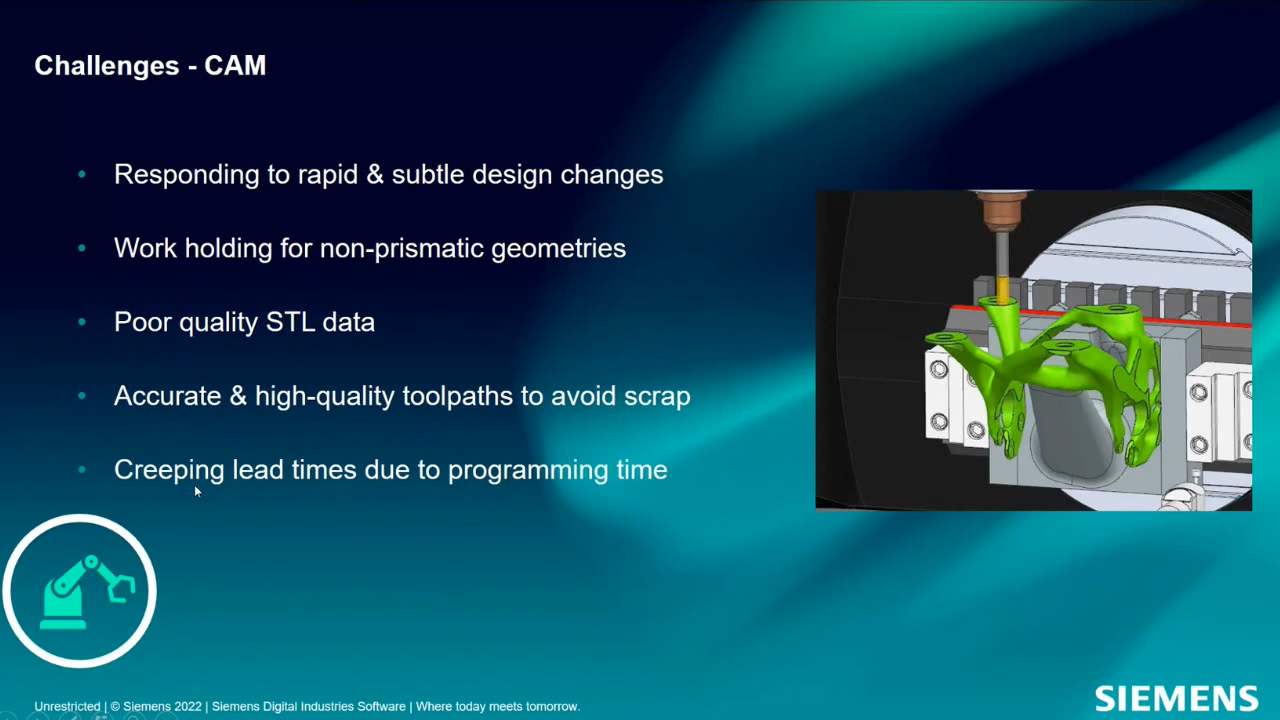 Challenges - CAM
• Responding to rapid & subtle design changes
• Work holding for non-prismatic geometries
• Poor quality STL data
• Accurate & high-quality toolpaths to avoid scrap
• Creeping lead times due to programming time
Unrestricted | © Siemens 2022 | Siemens Digital Industries Software | Where today meets tomorrow.
SIEMENS